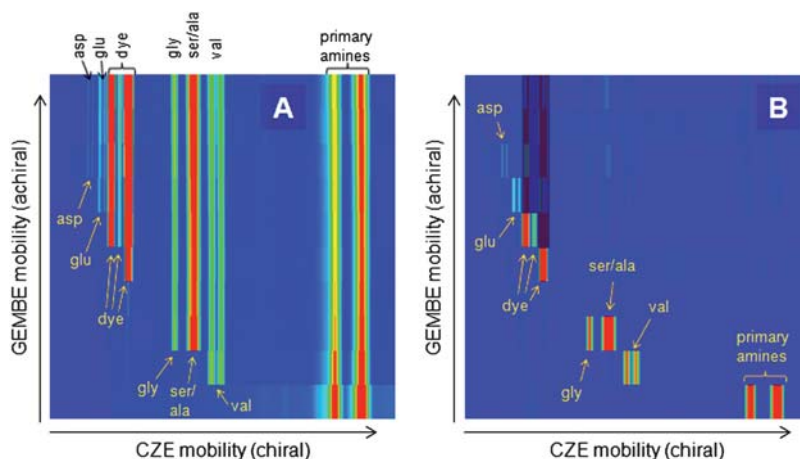 asp
glu
dye
gly
ser/ala
val
primary
amines
A
GEMBE mobility (achiral)
asp
glu
dye
gly
ser/
ala
val
CZE mobility (chiral)
B
GEMBE mobility (achiral)
asp
glu
dye
ser/ala
val
gly
primary
amines
CZE mobility (chiral)